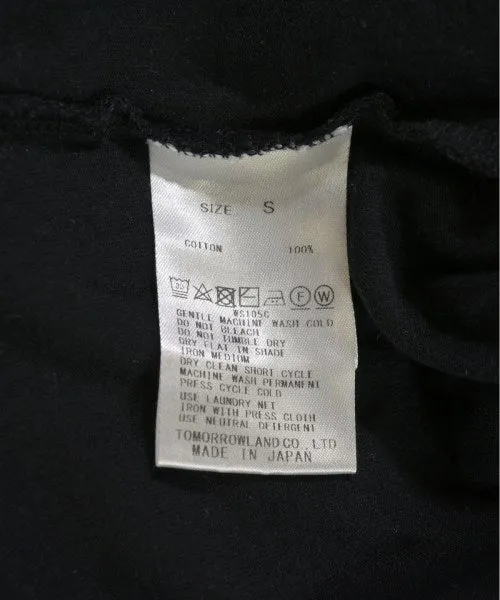 SIZE S
COTTON 100%
F W
WS105G
GENTLE MACHINE WASH COLD
DO NOT BLEACH
DO NOT TUMBLE DRY
DRY FLAT IN SHADE
IRON MEDIUM
DRY CLEAN SHORT CYCLE
MACHINE WASH PERMANENT
PRESS CYCLE COLD
USE LAUNDRY NET
IRON WITH PRESS CLOTH
USE NEUTRAL DETERGENT
TOMORROWLAND CO., LTD
MADE IN JAPAN